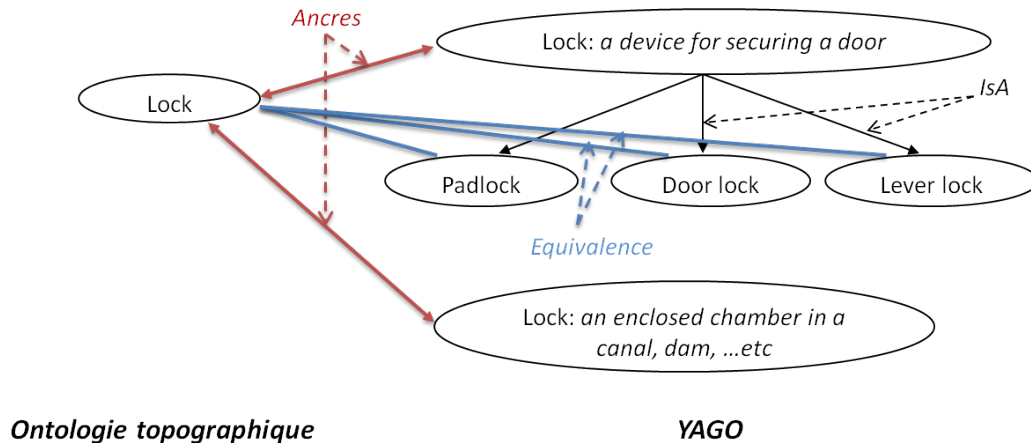 Ancres
Lock: a device for securing a door
Lock
IsA
Padlock
Door lock
Lever lock
Equivalence
Lock: an enclosed chamber in a
canal, dam, ...etc
Ontologie topographique
YAGO